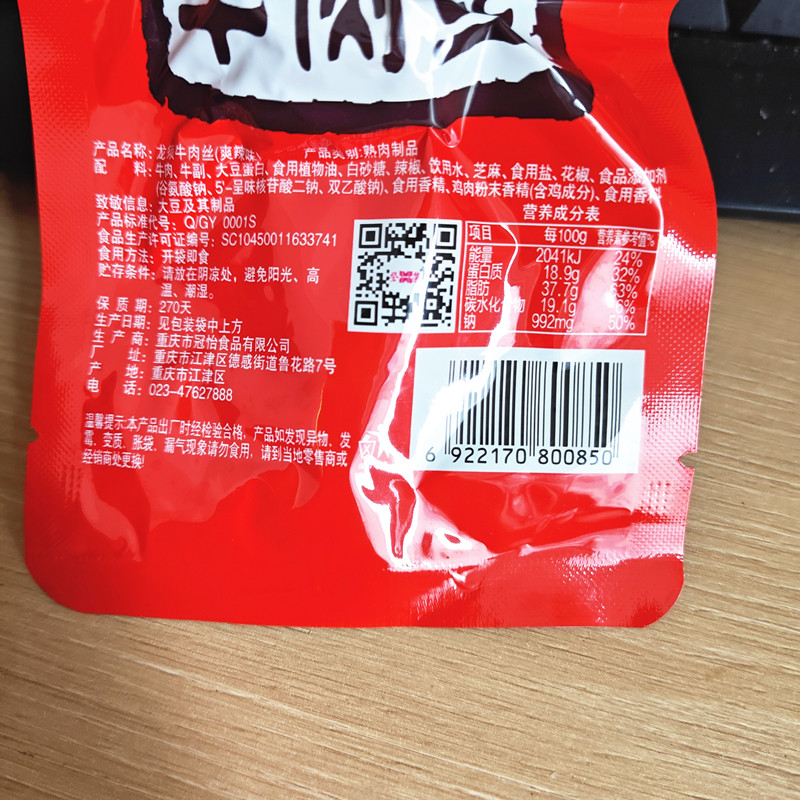 牛肉丝
产品名称: 龙须牛肉丝(爽辣味) 产品类别:熟肉制品
配 料: 牛肉、牛副、大豆蛋白、食用植物油、白砂糖、辣椒、饮用水、芝麻、食用盐、花椒、食品添加剂
(谷氨酸钠、5'-呈味核苷酸二钠、双乙酸钠)、食用香精、鸡肉粉末香精(含鸡成分)、食用香料
致敏信息: 大豆及其制品
产品标准代号: Q/GY 0001S
食品生产许可证编号: SC10450011633741
食用方法: 开袋即食
贮存条件: 请放在阴凉处，避免阳光、高
温、潮湿。
保 质 期: 270天
生产日期: 见包装袋中上方
生 产 商: 重庆市冠怡食品有限公司
厂 址: 重庆市江津区德感街道鲁花路7号
产 地: 重庆市江津区
电 话: 023-47627888
温馨提示:本产品出厂时经检验合格，产品如发现异物、发
霉、变质、胀袋、漏气现象请勿食用，请到当地零售商或
经销商处更换!
营养成分表
项目 每100g 营养素参考值%
能量 2041kJ 24%
蛋白质 18.9g 32%
脂肪 37.7g 63%
碳水化合物 19.1g 6%
钠 992mg 50%
6 922170 800850